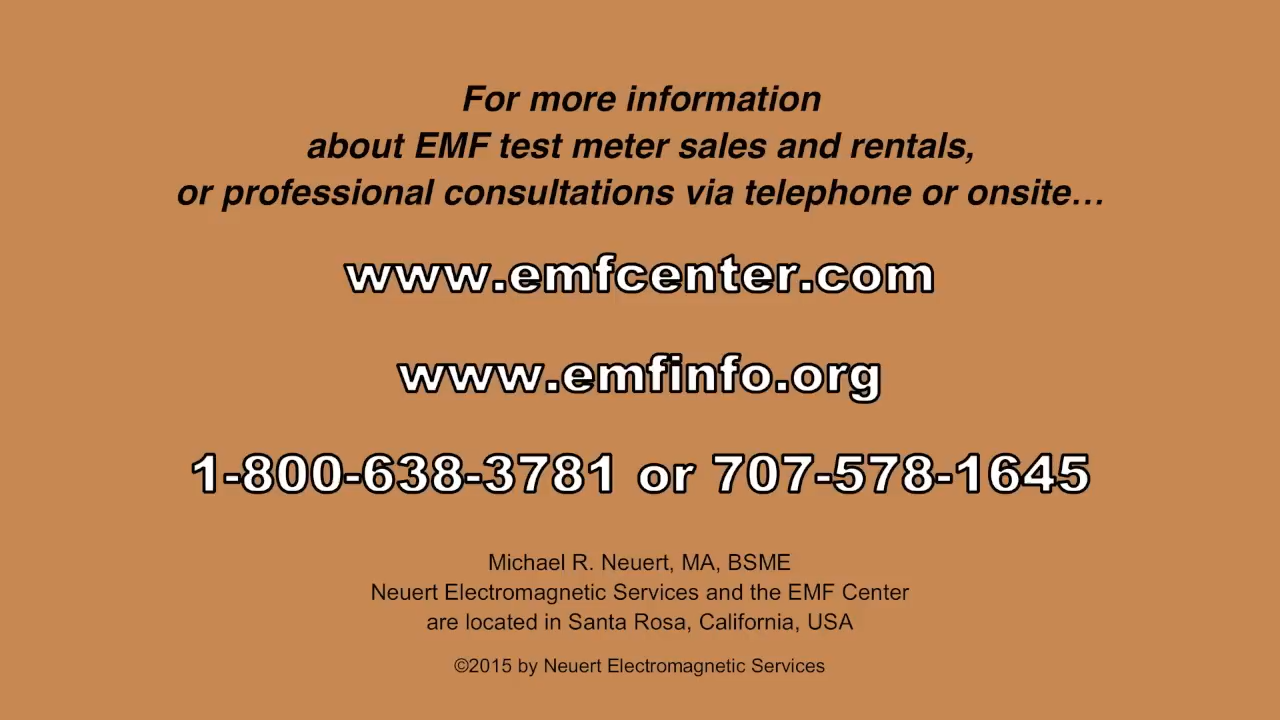 For more information
about EMF test meter sales and rentals,
or professional consultations via telephone or onsite…
www.emfcenter.com
www.emfinfo.org
1-800-638-3781 or 707-578-1645
Michael R. Neuert, MA, BSME
Neuert Electromagnetic Services and the EMF Center
are located in Santa Rosa, California, USA
©2015 by Neuert Electromagnetic Services